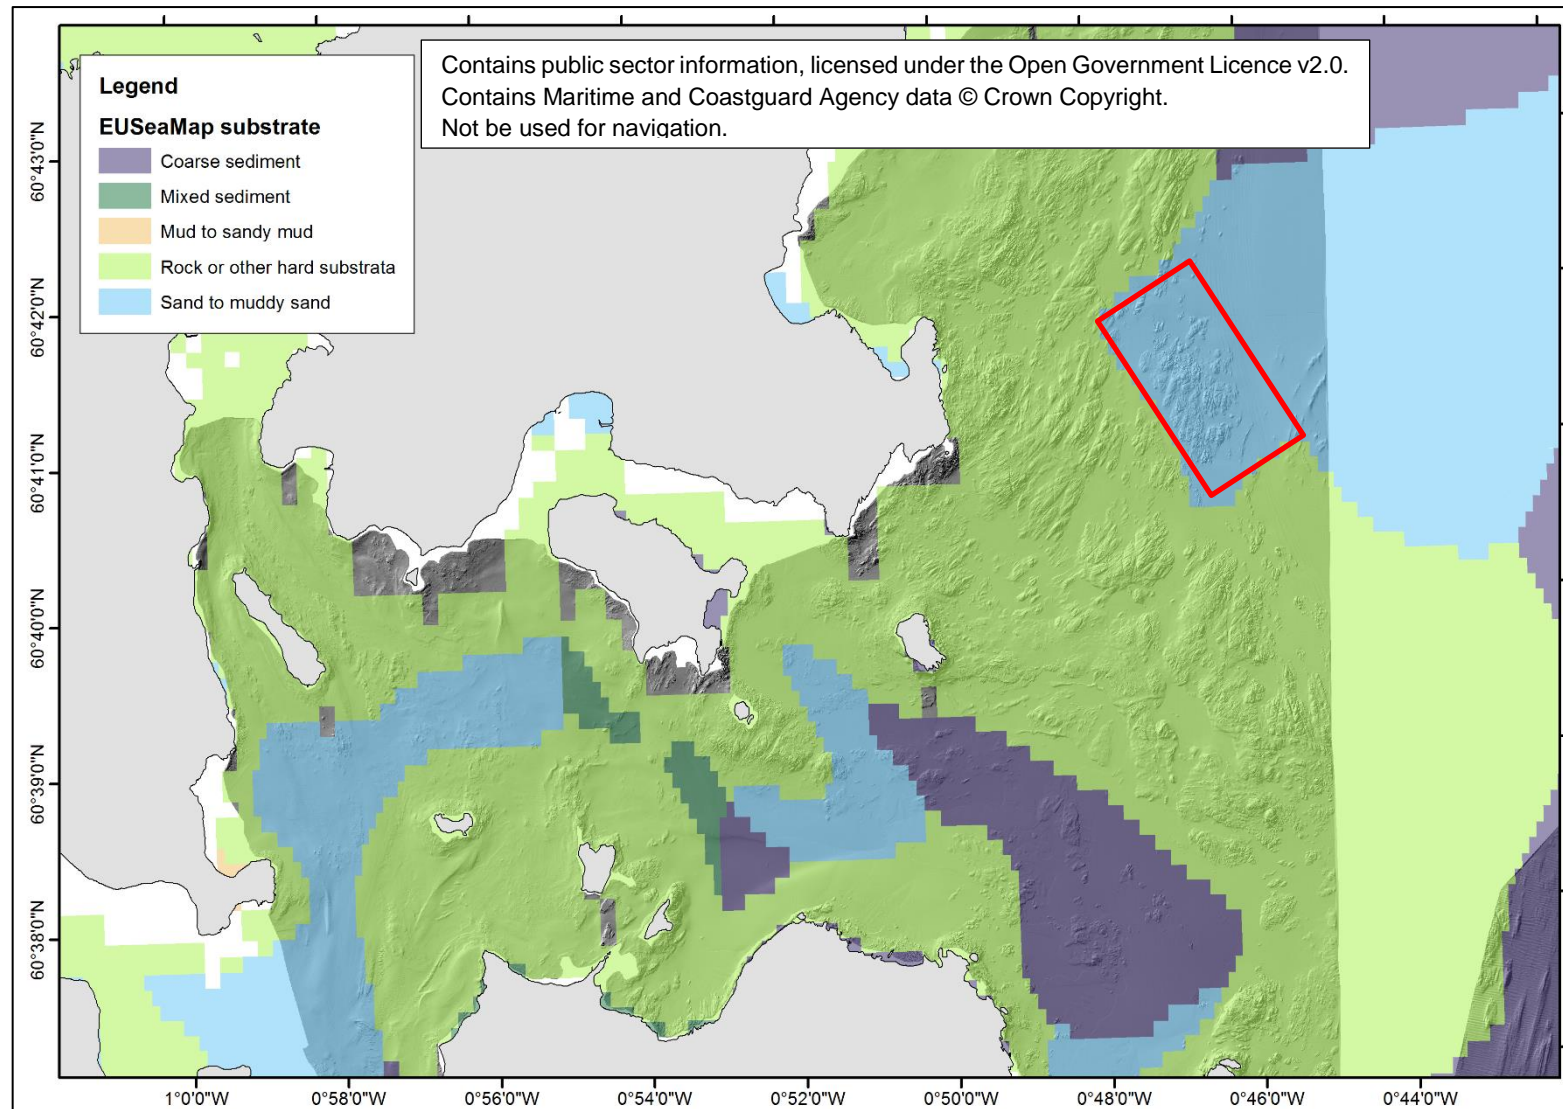 Legend
EUSeaMap substrate
Coarse sediment
Mixed sediment
Mud to sandy mud
Rock or other hard substrata
Sand to muddy sand
Contains public sector information, licensed under the Open Government Licence v2.0.
Contains Maritime and Coastguard Agency data © Crown Copyright.
Not be used for navigation.
60°43'0"N
60°42'0"N
60°41'0"N
60°40'0"N
60°39'0"N
60°38'0"N
1°0'0"W
0°58'0"W
0°56'0"W
0°54'0"W
0°52'0"W
0°50'0"W
0°48'0"W
0°46'0"W
0°44'0"W